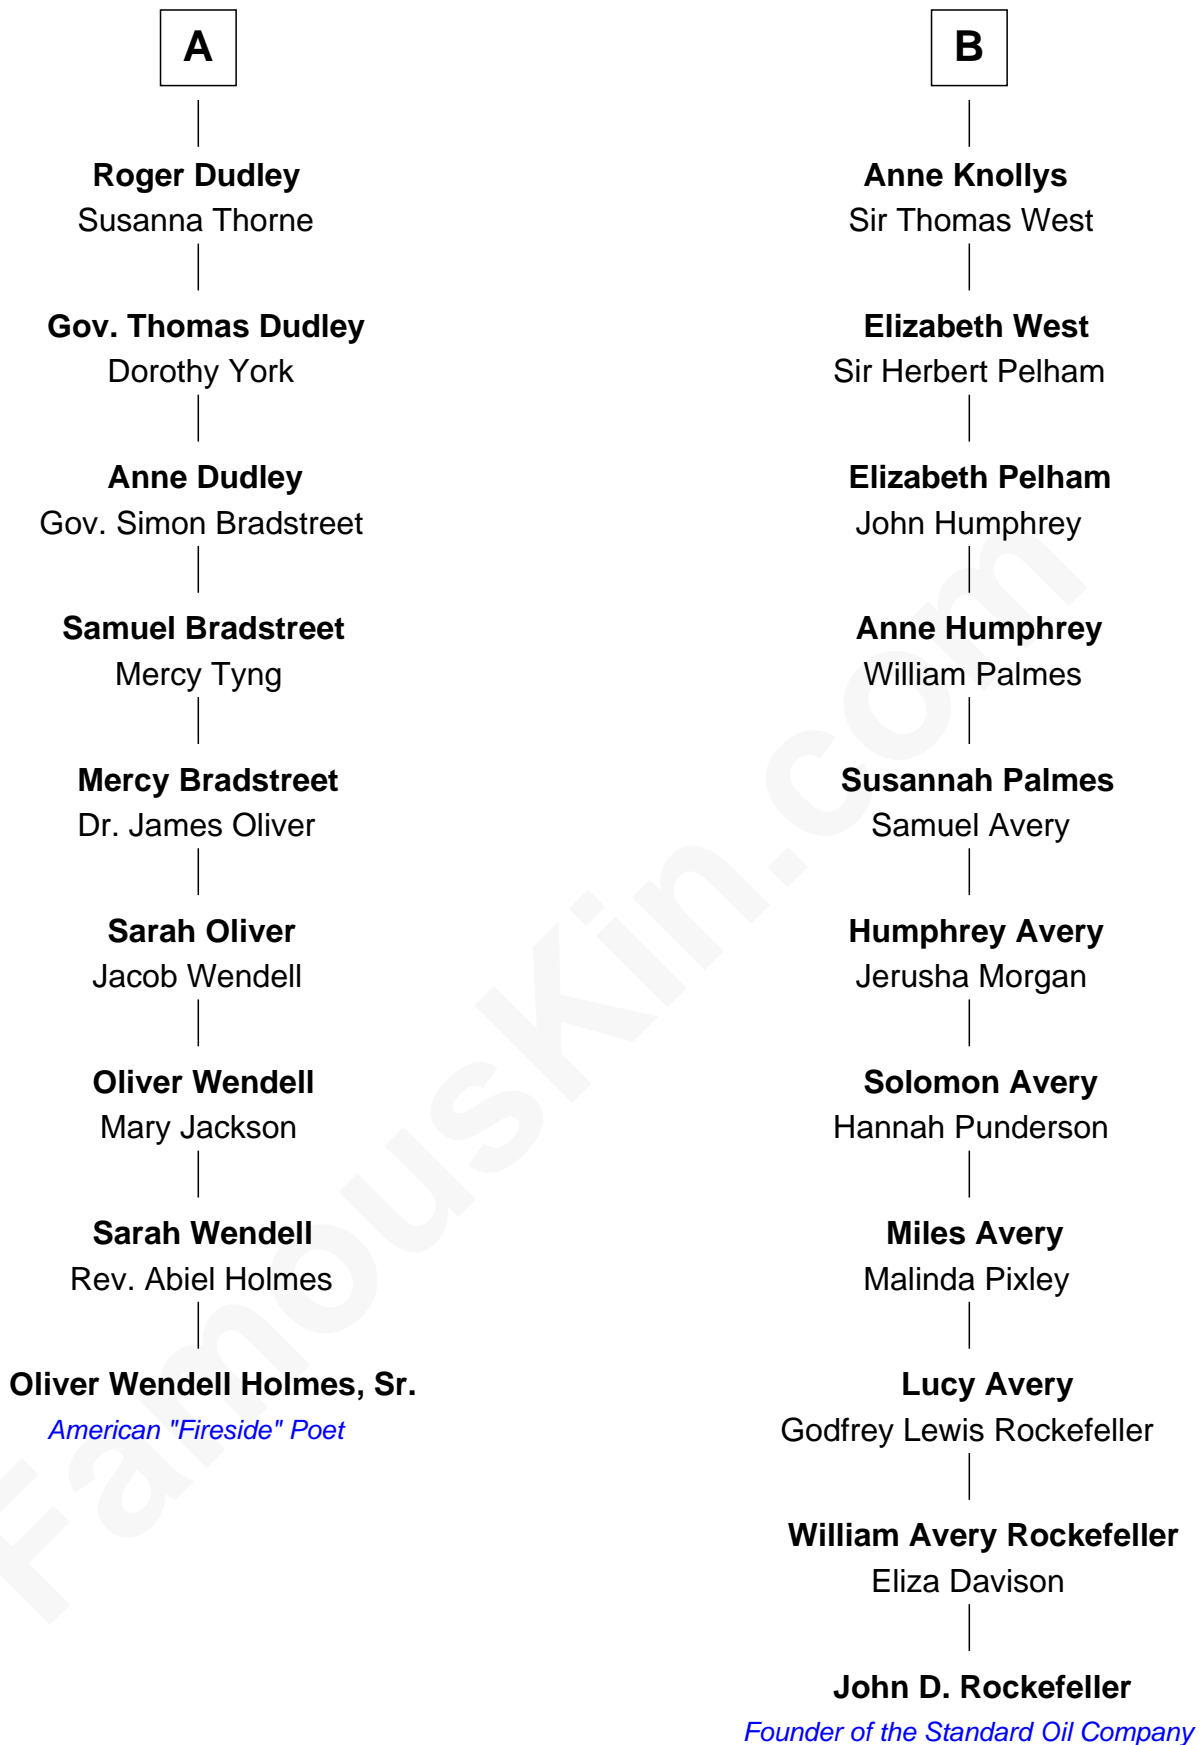 A
Roger Dudley
Susanna Thorne
Gov. Thomas Dudley
Dorothy York
Anne Dudley
Gov. Simon Bradstreet
Samuel Bradstreet
Mercy Tyng
Mercy Bradstreet
Dr. James Oliver
Sarah Oliver
Jacob Wendell
Oliver Wendell
Mary Jackson
Sarah Wendell
Rev. Abiel Holmes
Oliver Wendell Holmes, Sr.
American "Fireside" Poet
B
Anne Knollys
Sir Thomas West
Elizabeth West
Sir Herbert Pelham
Elizabeth Pelham
John Humphrey
Anne Humphrey
William Palmes
Susannah Palmes
Samuel Avery
Humphrey Avery
Jerusha Morgan
Solomon Avery
Hannah Punderson
Miles Avery
Malinda Pixley
Lucy Avery
Godfrey Lewis Rockefeller
William Avery Rockefeller
Eliza Davison
John D. Rockefeller
Founder of the Standard Oil Company
FamousKin.com